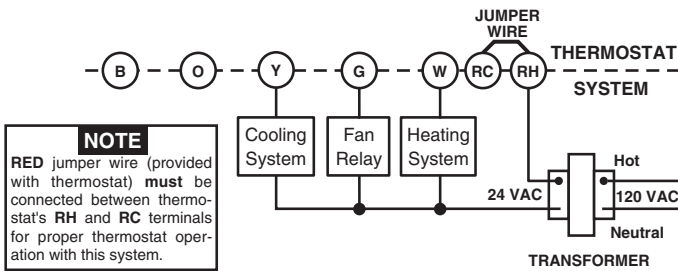 JUMPER
WIRE
B O Y G W RC RH THERMOSTAT
SYSTEM
Cooling
System
Fan
Relay
Heating
System
NOTE
RED jumper wire (provided
with thermostat) must be
connected between thermo-
stat's RH and RC terminals
for proper thermostat oper-
ation with this system.
Hot
24 VAC
120 VAC
Neutral
TRANSFORMER